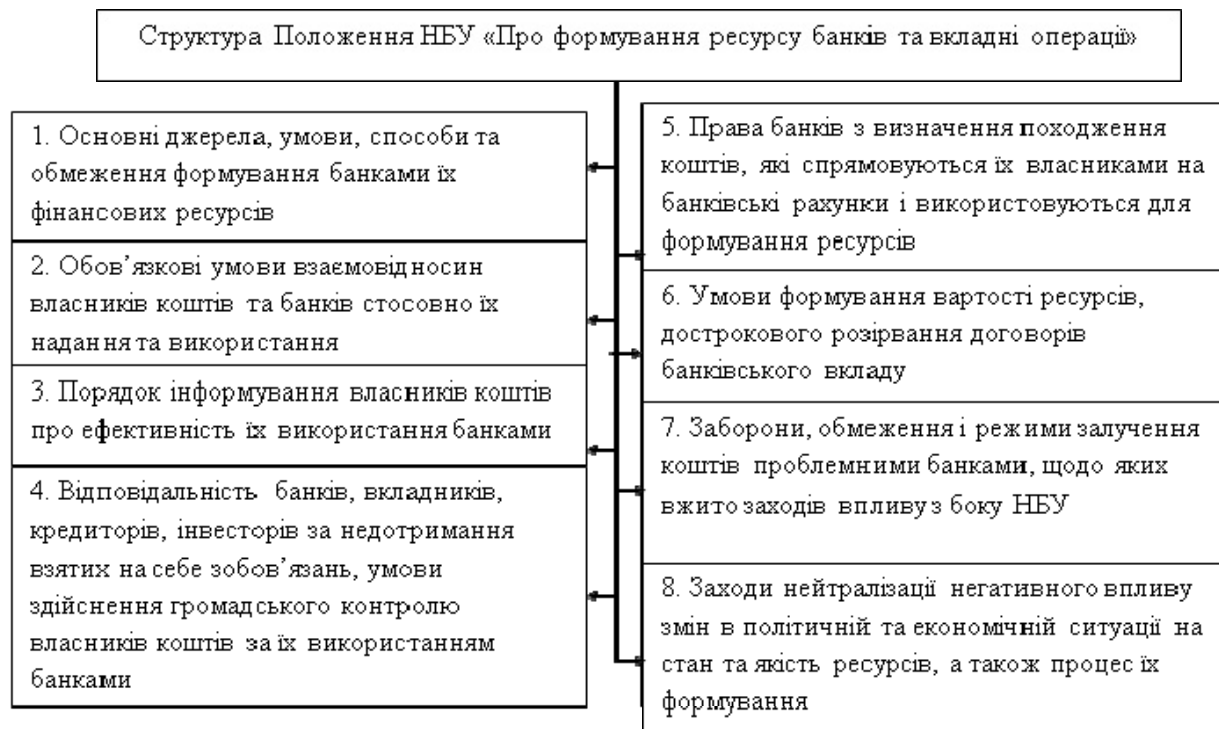 Структура Положення НБУ «Про формування ресурсу банків та вкладні операції»
1. Основні джерела, умови, способи та
обмеження формування банками їх
фінансових ресурсів
2. Обов’язкові умови взаємовідносин
власників коштів та банків стосовно їх
надання та використання
3. Порядок інформування власників коштів
про ефективність їх використання банками
4. Відповідальність банків, вкладників,
кредиторів, інвесторів за недотримання
взятих на себе зобов’язань, умови
здійснення громадського контролю
власників коштів за їх використанням
банками
5. Права банків з визначення походження
коштів, які спрямовуються їх власниками на
банківські рахунки і використовуються для
формування ресурсів
6. Умови формування вартості ресурсів,
дострокового розірвання договорів
банківського вкладу
7. Заборони, обмеження і режими залучення
коштів проблемними банками, щодо яких
вжито заходів впливу з боку НБУ
8. Заходи нейтралізації негативного впливу
змін в політичній та економічній ситуації на
стан та якість ресурсів, а також процес їх
формування